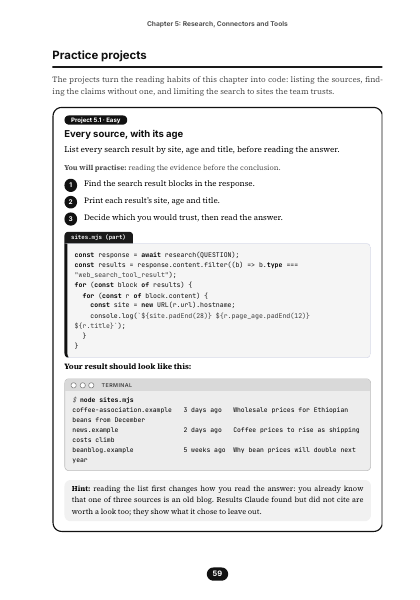 Chapter 5: Research, Connectors and Tools
Practice projects
The projects turn the reading habits of this chapter into code: listing the sources, find-
ing the claims without one, and limiting the search to sites the team trusts.
Project 5.1 · Easy
Every source, with its age
List every search result by site, age and title, before reading the answer.
You will practise: reading the evidence before the conclusion.
1 Find the search result blocks in the response.
2 Print each result's site, age and title.
3 Decide which you would trust, then read the answer.
sites.mjs (part)
const response = await research(QUESTION);
const results = response.content.filter((b) => b.type ===
"web_search_tool_result");
for (const block of results) {
  for (const r of block.content) {
    const site = new URL(r.url).hostname;
    console.log(`${site.padEnd(28)} ${r.page_age.padEnd(12)}
${r.title}`);
  }
}
Your result should look like this:
TERMINAL
$ node sites.mjs
coffee-association.example   3 days ago   Wholesale prices for Ethiopian
beans from December
news.example   2 days ago   Coffee prices to rise as shipping
costs climb
beanblog.example   5 weeks ago   Why bean prices will double next
year
Hint: reading the list first changes how you read the answer: you already know
that one of three sources is an old blog. Results Claude found but did not cite are
worth a look too; they show what it chose to leave out.
59